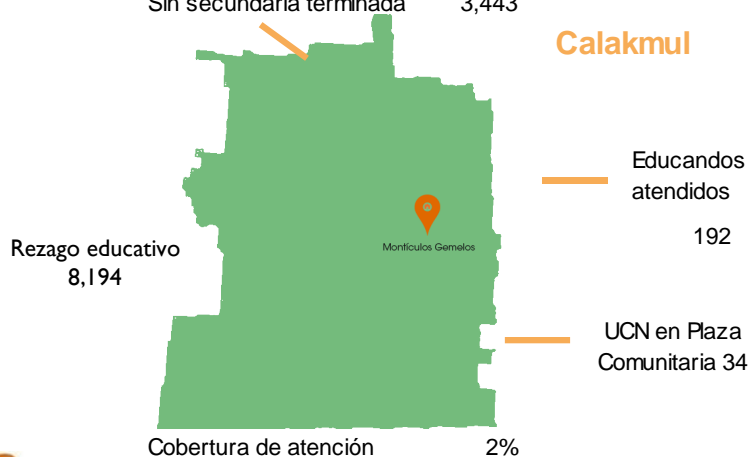 Sin secundaria terminada 3,443
Calakmul
Educandos
atendidos
192
Montículos Gemelos
Rezago educativo
8,194
UCN en Plaza
Comunitaria 34
Cobertura de atención 2%